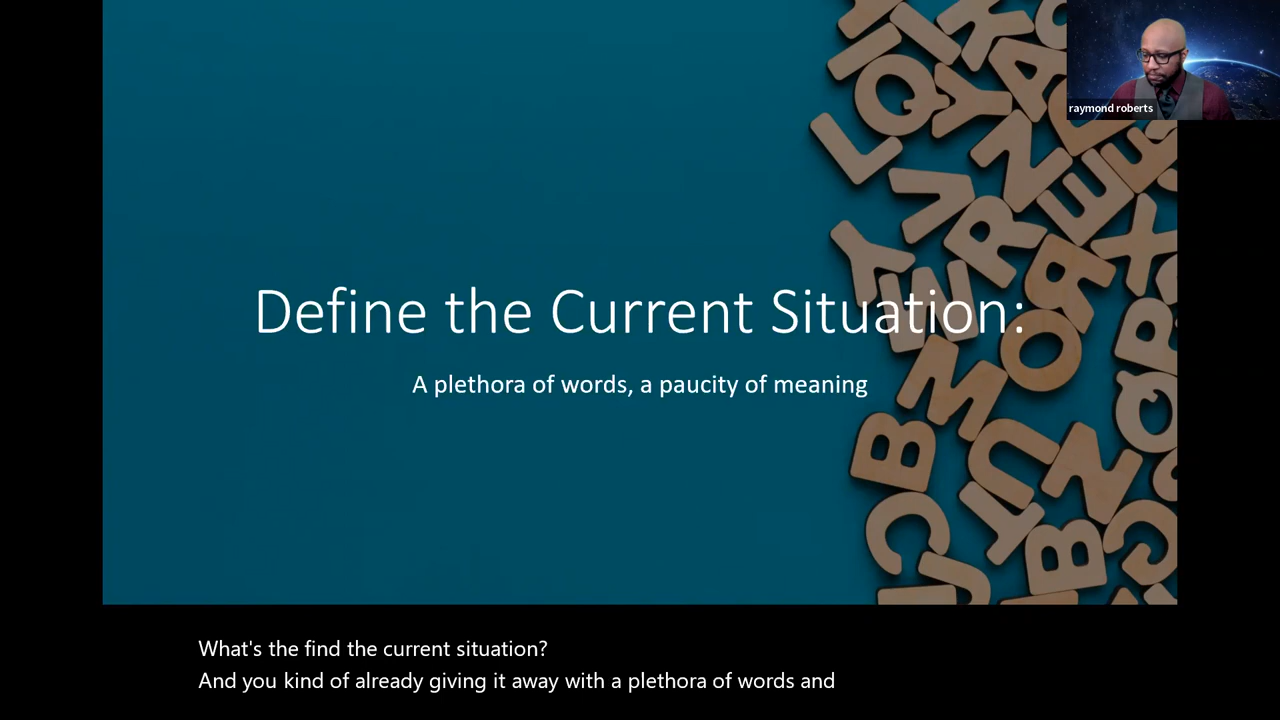 raymond roberts
Define the Current Situation:
A plethora of words, a paucity of meaning
What's the find the current situation?
And you kind of already giving it away with a plethora of words and